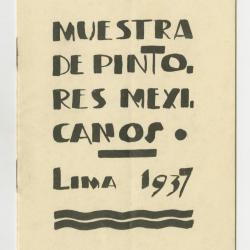 MUESTRA
DE PINTO.
RES MEXI.
CANOS.
LIMA 1937